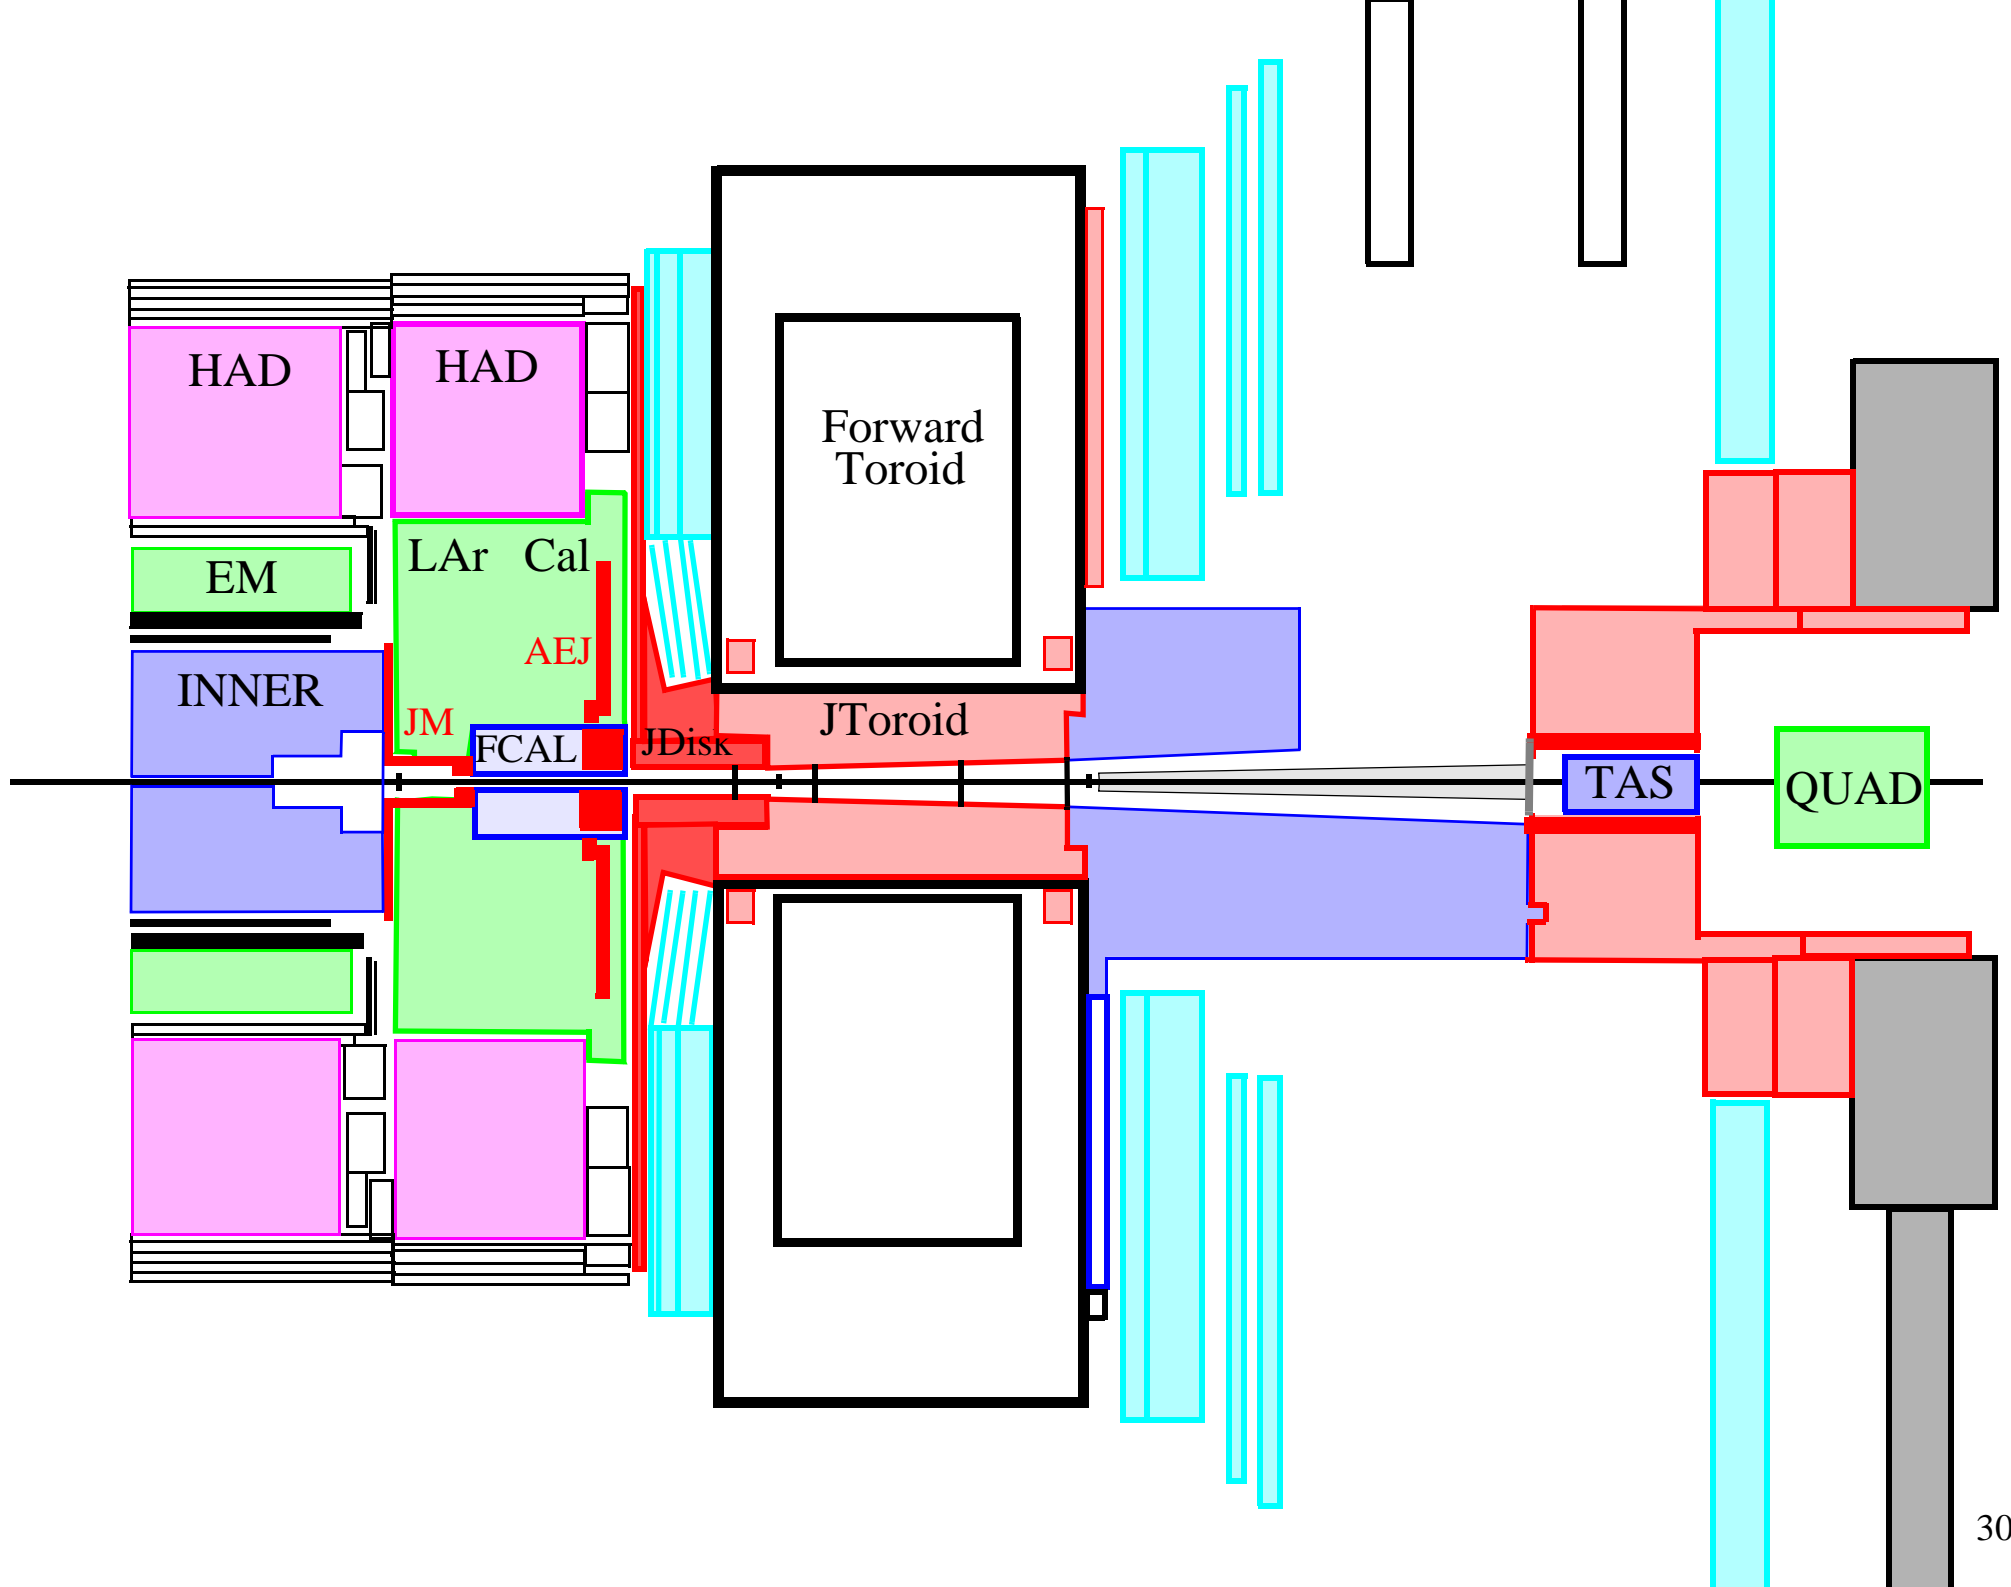 HAD
HAD
Forward
Toroid
LAr Cal
EM
AEJ
INNER
JM
FCAL
JDisk
JToroid
TAS
QUAD
30